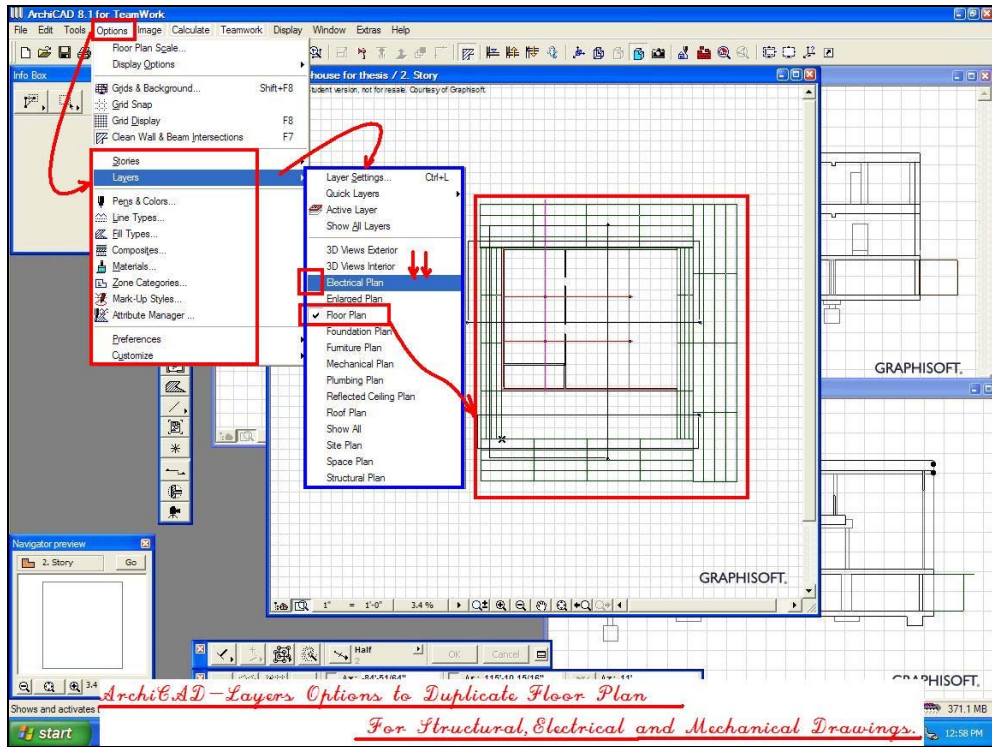 ArchiCAD 8.1 for TeamWork
File Edit Tools Options Image Calculate Teamwork Display Window Extras Help
Floor Plan Scale...
Display Options
Info Box
Grids & Background... Shift+F8
Grid Snap
Grid Display F8
Clean Wall & Beam Intersections F7
Stories
Layers
Pens & Colors...
Line Types...
Fill Types...
Composites...
Materials...
Zone Categories...
Mark-Up Styles...
Attribute Manager ...
Preferences
Customize
house for thesis / 2. Story
Student version, not for resale. Courtesy of Graphisoft.
Layer Settings... Ctrl+L
Quick Layers
Active Layer
Show All Layers
3D Views Exterior
3D Views Interior
Electrical Plan
Enlarged Plan
Floor Plan
Foundation Plan
Furniture Plan
Mechanical Plan
Plumbing Plan
Reflected Ceiling Plan
Roof Plan
Show All
Site Plan
Space Plan
Structural Plan
GRAPHISOFT.
GRAPHISOFT.
GRAPHISOFT.
Navigator preview
2. Story Go
1" = 1'-0" 3.4 %
Half
2
OK Cancel
3.4
Shows and activates
371.1 MB
ArchiCAD-Layers Options to Duplicate Floor Plan
For Structural, Electrical and Mechanical Drawings.
start
12:58 PM